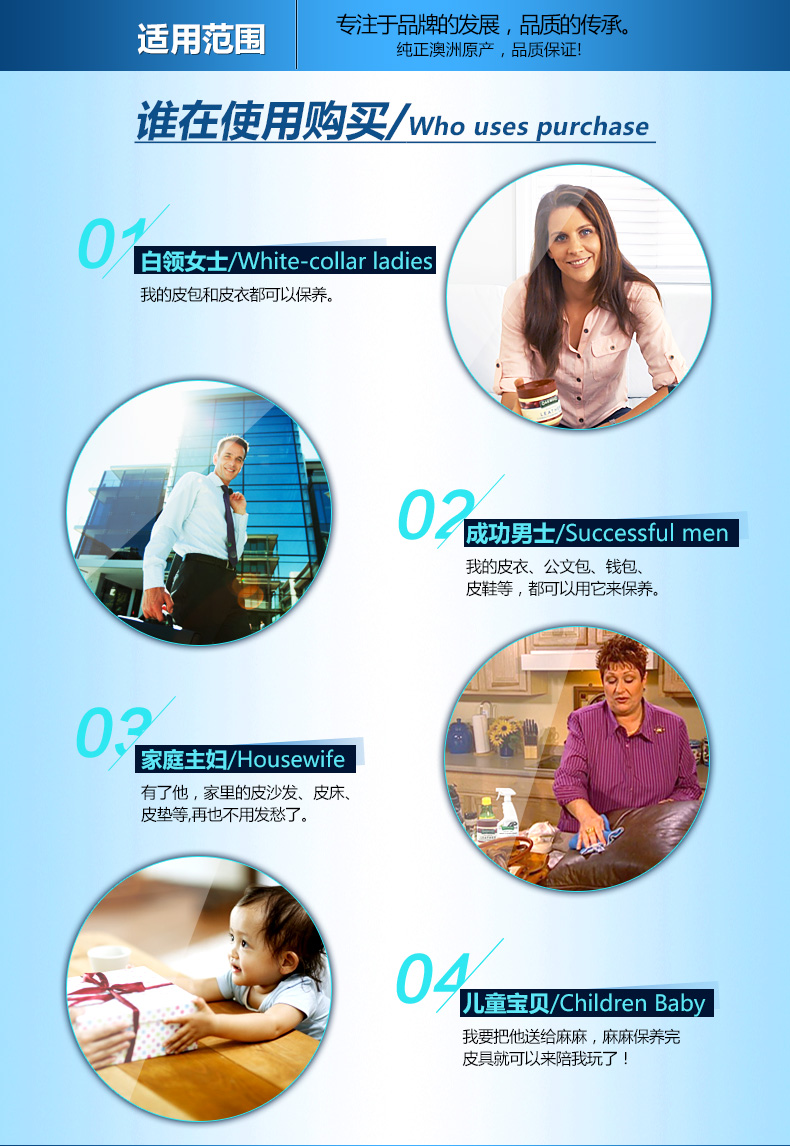 适用范围
专注于品牌的发展，品质的传承。
纯正澳洲原产，品质保证!
谁在使用购买/Who uses purchase
01
白领女士/White-collar ladies
我的皮包和皮衣都可以保养。
02
成功男士/Successful men
我的皮衣、公文包、钱包、
皮鞋等，都可以用它来保养。
03
家庭主妇/Housewife
有了他，家里的皮沙发、皮床、
皮垫等,再也不用发愁了。
04
儿童宝贝/Children Baby
我要把他送给麻麻，麻麻保养完
皮具就可以来陪我玩了！